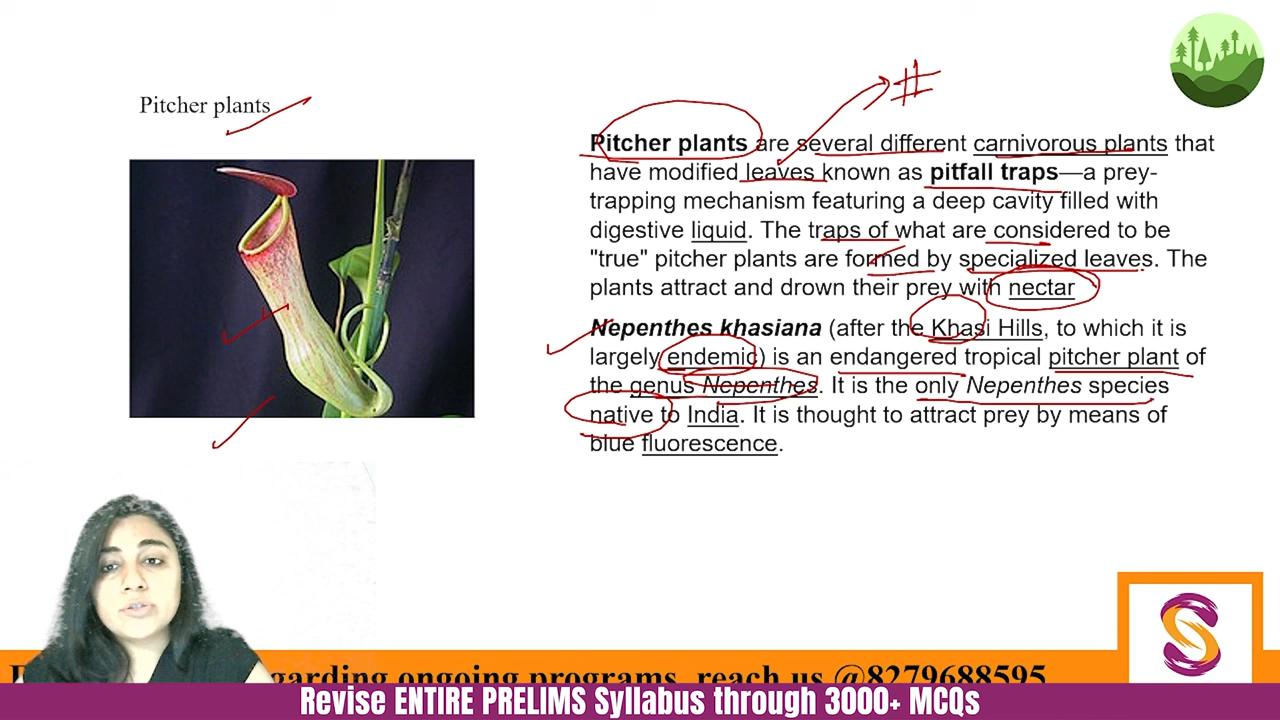 Pitcher plants
Pitcher plants are several different carnivorous plants that
have modified leaves known as pitfall traps—a prey-
trapping mechanism featuring a deep cavity filled with
digestive liquid. The traps of what are considered to be
"true" pitcher plants are formed by specialized leaves. The
plants attract and drown their prey with nectar
Nepenthes khasiana (after the Khasi Hills, to which it is
largely endemic) is an endangered tropical pitcher plant of
the genus Nepenthes. It is the only Nepenthes species
native to India. It is thought to attract prey by means of
blue fluorescence.
ongoing programs, reach us @8279688595
Revise ENTIRE PRELIMS Syllabus through 3000+ MCQs